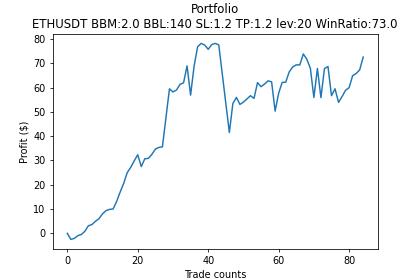 Portfolio
ETHUSDT BBM:2.0 BBL:140 SL:1.2 TP:1.2 lev:20 WinRatio:73.0
80
70
60
50
40
30
20
10
0
Profit ($)
0 20 40 60 80
Trade counts